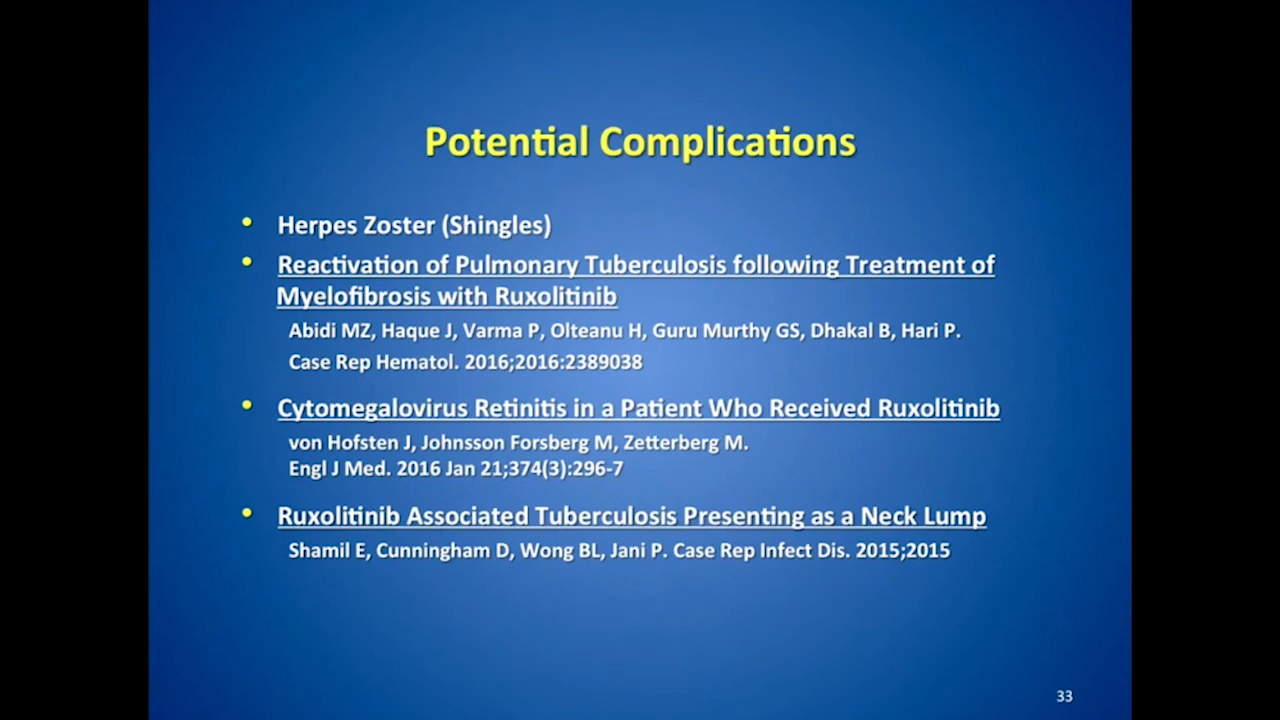 Potential Complications
• Herpes Zoster (Shingles)
• Reactivation of Pulmonary Tuberculosis following Treatment of
Myelofibrosis with Ruxolitinib
Abidi MZ, Haque J, Varma P, Olteanu H, Guru Murthy GS, Dhakal B, Hari P.
Case Rep Hematol. 2016;2016:2389038
• Cytomegalovirus Retinitis in a Patient Who Received Ruxolitinib
von Hofsten J, Johnsson Forsberg M, Zetterberg M.
Engl J Med. 2016 Jan 21;374(3):296-7
• Ruxolitinib Associated Tuberculosis Presenting as a Neck Lump
Shamil E, Cunningham D, Wong BL, Jani P. Case Rep Infect Dis. 2015;2015
33